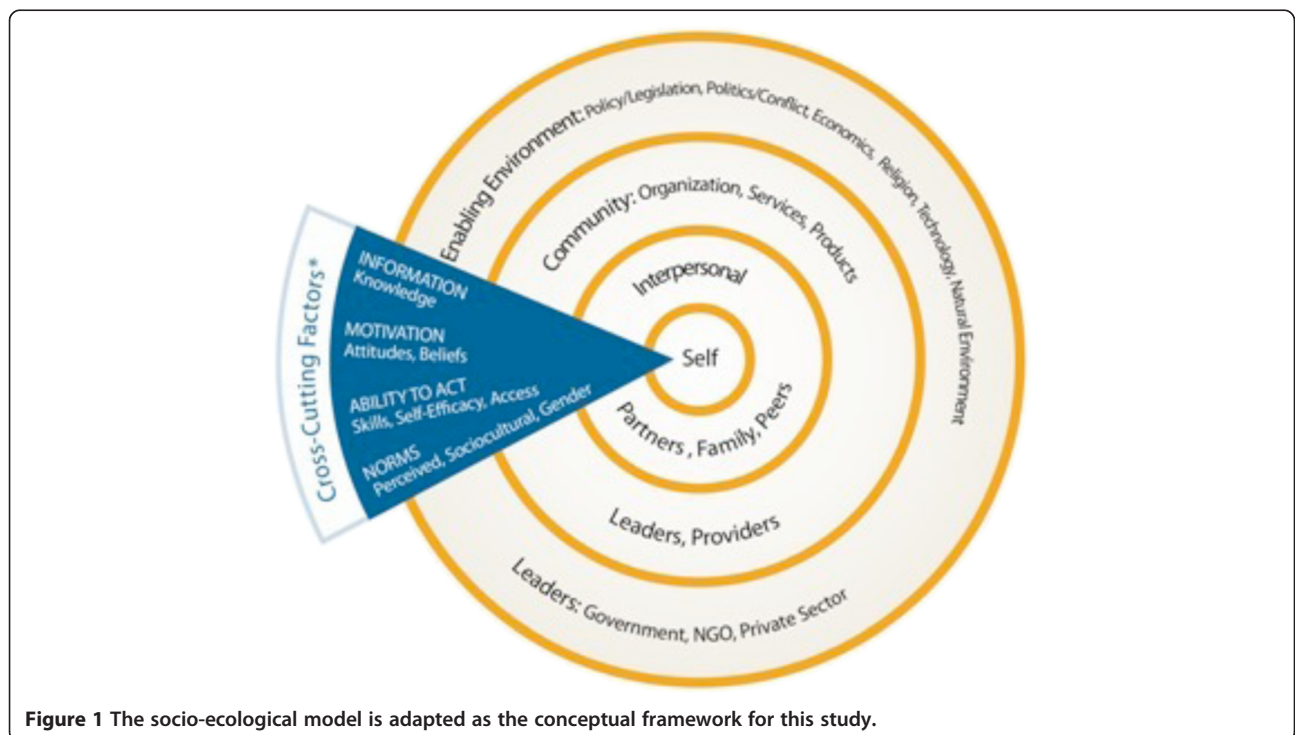 Enabling Environment: Policy/Legislation, Politics/Conflict, Economics, Religion, Technology, Natural Environment
Community: Organization, Services, Products
Interpersonal
Self
Partners, Family, Peers
Leaders, Providers
Leaders: Government, NGO, Private Sector
Cross-Cutting Factors*
INFORMATION
Knowledge
MOTIVATION
Attitudes, Beliefs
ABILITY TO ACT
Skills, Self-Efficacy, Access
NORMS
Perceived, Sociocultural, Gender
Figure 1 The socio-ecological model is adapted as the conceptual framework for this study.